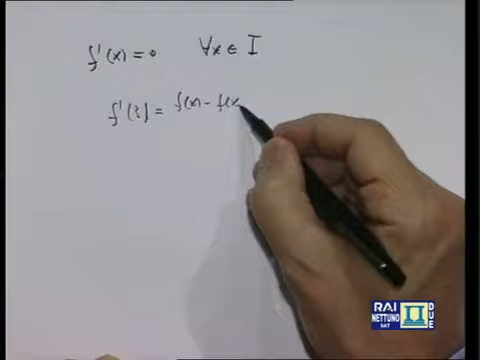 f'(x) = 0 ∀x ∈ I
f'(ξ) = f(x) - f(x
RAI
NETTUNO
SAT
DUE